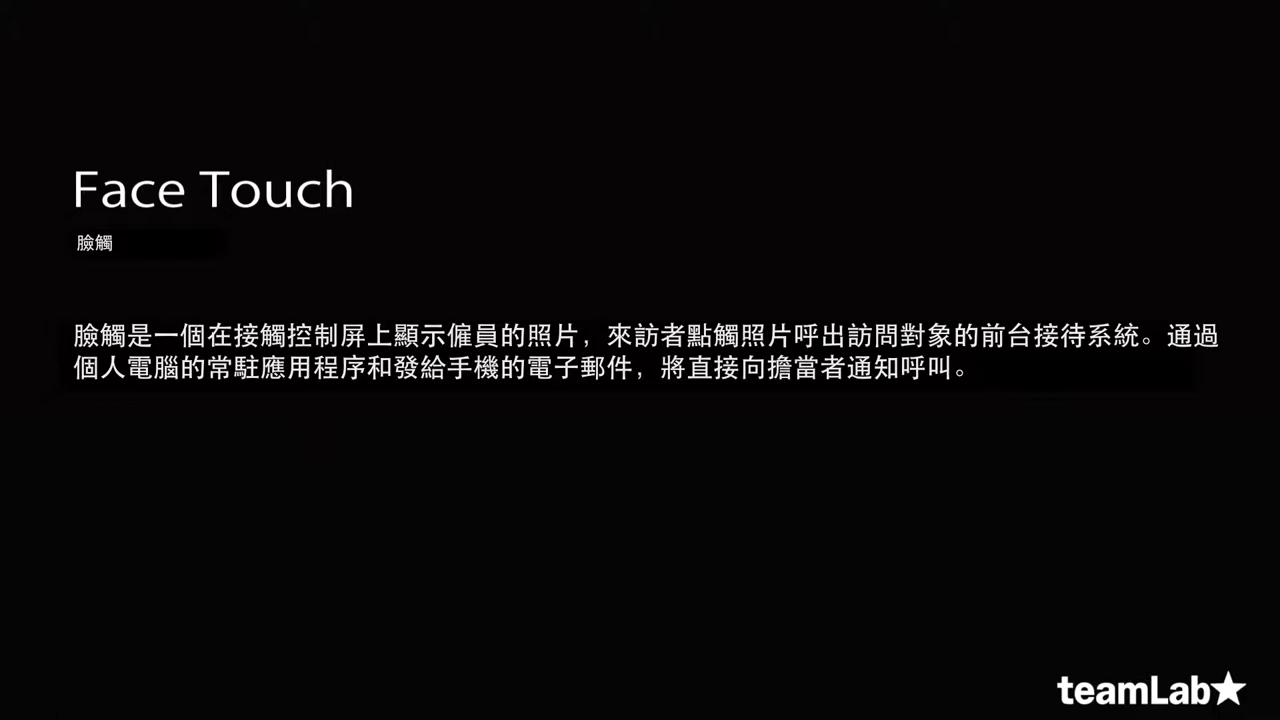 Face Touch
臉觸
臉觸是一個在接觸控制屏上顯示僱員的照片，來訪者點觸照片呼出訪問對象的前台接待系統。通過
個人電腦的常駐應用程序和發給手機的電子郵件，將直接向擔當者通知呼叫。
teamLab★